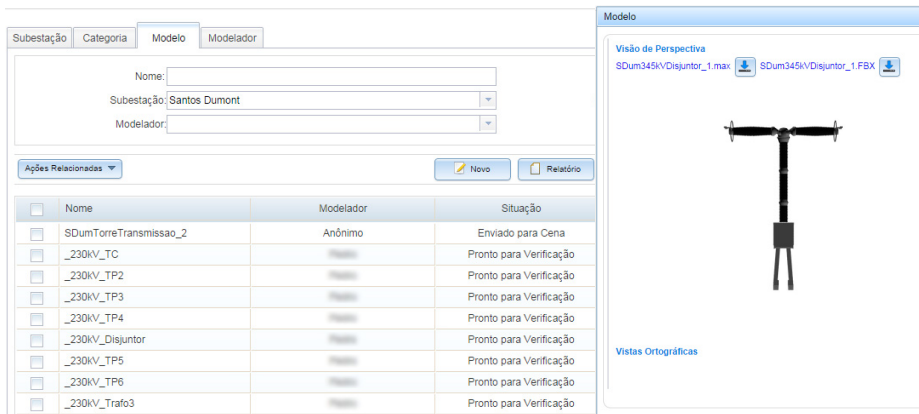 Subestação Categoria Modelo Modelador
Nome:
Subestação: Santos Dumont
Modelador:
Ações Relacionadas Novo Relatório
Nome Modelador Situação
SDumTorreTransmissao_2 Anônimo Enviado para Cena
_230kV_TC Pronto para Verificação
_230kV_TP2 Pronto para Verificação
_230kV_TP3 Pronto para Verificação
_230kV_TP4 Pronto para Verificação
_230kV_Disjuntor Pronto para Verificação
_230kV_TP5 Pronto para Verificação
_230kV_TP6 Pronto para Verificação
_230kV_Trafo3 Pronto para Verificação
Modelo
Visão de Perspectiva
SDum345kVDisjuntor_1.max SDum345kVDisjuntor_1.FBX
Vistas Ortográficas